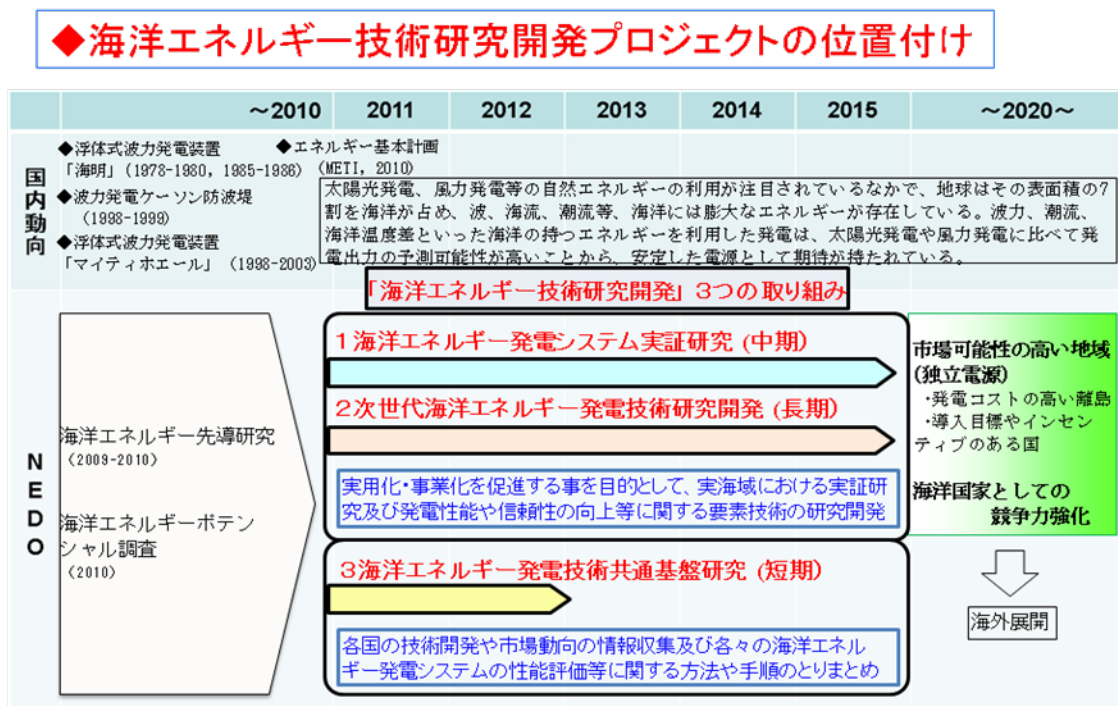 ◆海洋エネルギー技術研究開発プロジェクトの位置付け
～2010 2011 2012 2013 2014 2015 ～2020～
国内動向
◆浮体式波力発電装置
「海明」(1978-1980, 1985-1986)
◆波力発電ケーソン防波堤
(1998-1999)
◆浮体式波力発電装置
「マイティホエール」 (1998-2003)
◆エネルギー基本計画
(METI, 2010)
太陽光発電、風力発電等の自然エネルギーの利用が注目されているなかで、地球はその表面積の7
割を海洋が占め、波、海流、潮流等、海洋には膨大なエネルギーが存在している。波力、潮流、
海洋温度差といった海洋の持つエネルギーを利用した発電は、太陽光発電や風力発電に比べて発
電出力の予測可能性が高いことから、安定した電源として期待が持たれている。
「海洋エネルギー技術研究開発」3つの取り組み
NEDO
海洋エネルギー先導研究
(2009-2010)
海洋エネルギーポテン
シャル調査
(2010)
1海洋エネルギー発電システム実証研究 (中期)
2次世代海洋エネルギー発電技術研究開発 (長期)
実用化・事業化を促進する事を目的として、実海域における実証研
究及び発電性能や信頼性の向上等に関する要素技術の研究開発
3海洋エネルギー発電技術共通基盤研究 (短期)
各国の技術開発や市場動向の情報収集及び各々の海洋エネル
ギー発電システムの性能評価等に関する方法や手順のとりまとめ
市場可能性の高い地域
(独立電源)
・発電コストの高い離島
・導入目標やインセン
ティブのある国
海洋国家としての
競争力強化
海外展開